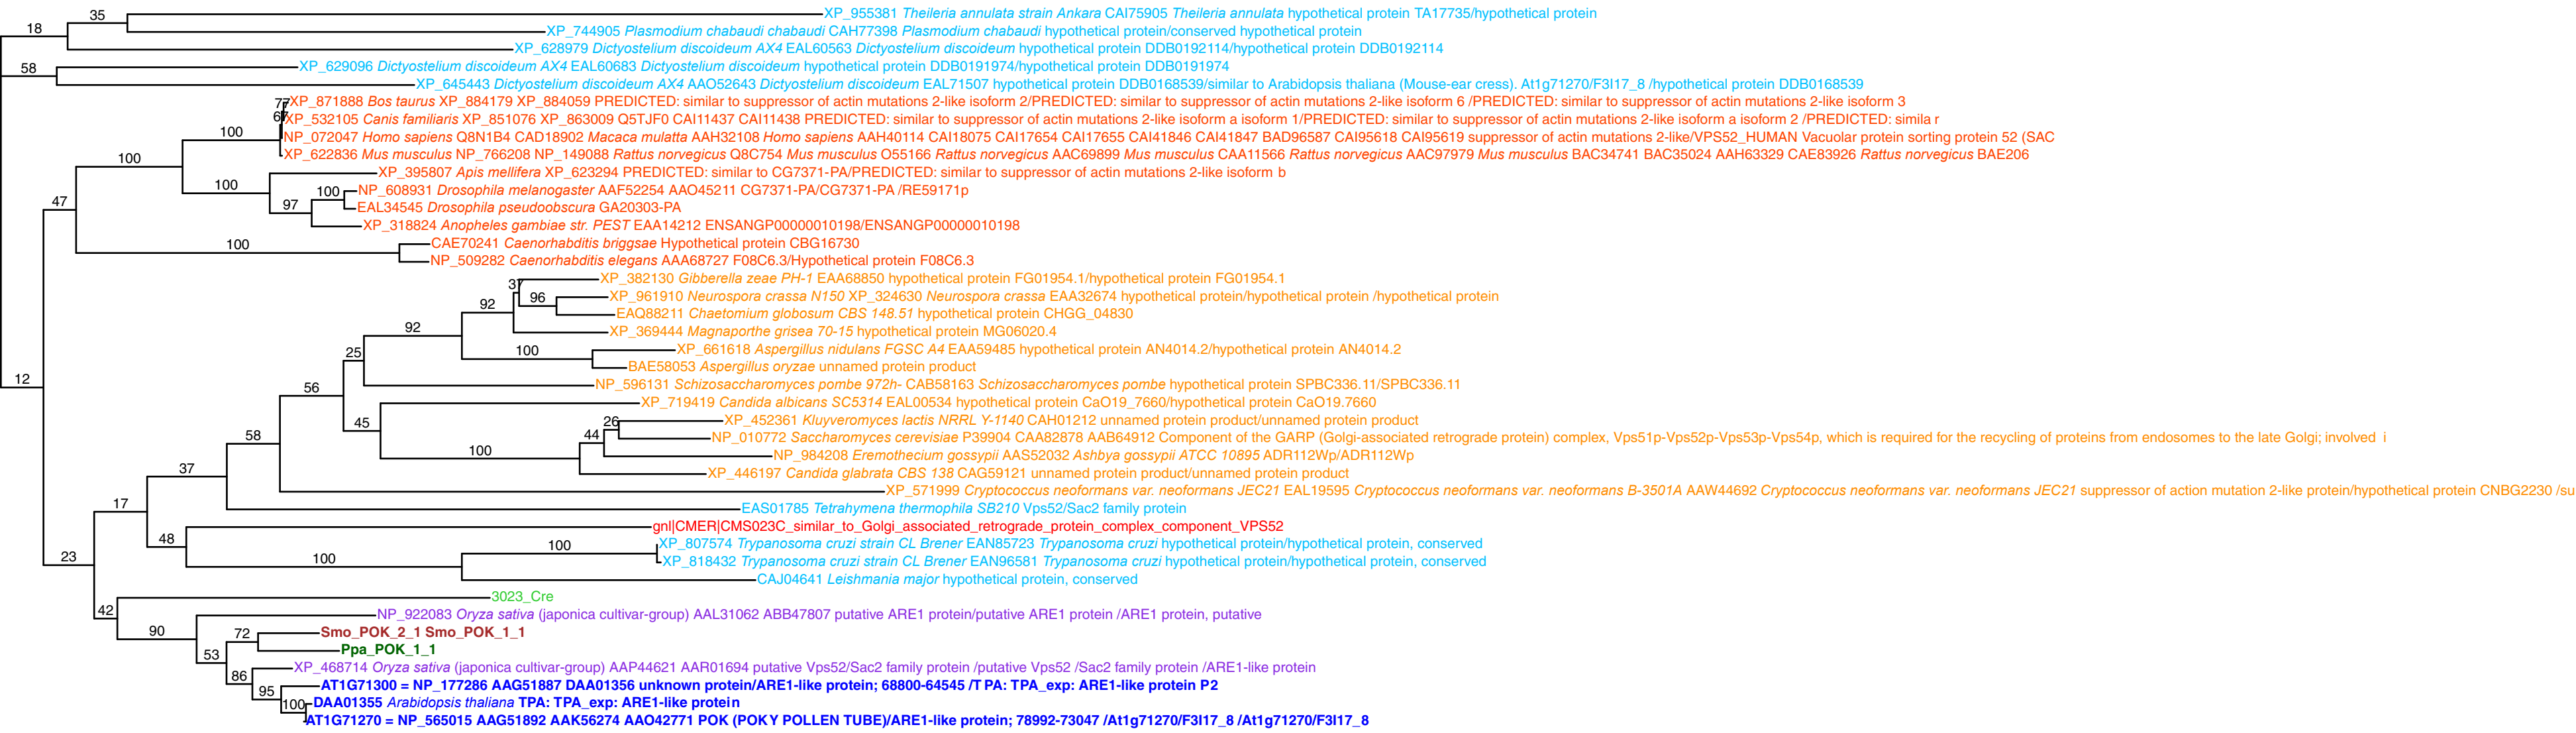 35 XP_955381 Theileria annulata strain Ankara CAI75905 Theileria annulata hypothetical protein TA17735/hypothetical protein
18 XP_744905 Plasmodium chabaudi chabaudi CAH77398 Plasmodium chabaudi hypothetical protein/conserved hypothetical protein
XP_628979 Dictyostelium discoideum AX4 EAL60563 Dictyostelium discoideum hypothetical protein DDB0192114/hypothetical protein DDB0192114
58 XP_629096 Dictyostelium discoideum AX4 EAL60683 Dictyostelium discoideum hypothetical protein DDB0191974/hypothetical protein DDB0191974
XP_645443 Dictyostelium discoideum AX4 AAO52643 Dictyostelium discoideum EAL71507 hypothetical protein DDB0168539/similar to Arabidopsis thaliana (Mouse-ear cress). At1g71270/F3I17_8 /hypothetical protein DDB0168539
77 XP_871888 Bos taurus XP_884179 XP_884059 PREDICTED: similar to suppressor of actin mutations 2-like isoform 2/PREDICTED: similar to suppressor of actin mutations 2-like isoform 6 /PREDICTED: similar to suppressor of actin mutations 2-like isoform 3
67 XP_532105 Canis familiaris XP_851076 XP_863009 Q5TJF0 CAI11437 CAI11438 PREDICTED: similar to suppressor of actin mutations 2-like isoform a isoform 1/PREDICTED: similar to suppressor of actin mutations 2-like isoform a isoform 2 /PREDICTED: simila r
100 NP_072047 Homo sapiens Q8N1B4 CAD18902 Macaca mulatta AAH32108 Homo sapiens AAH40114 CAI18075 CAI17654 CAI17655 CAI41846 CAI41847 BAD96587 CAI95618 CAI95619 suppressor of actin mutations 2-like/VPS52_HUMAN Vacuolar protein sorting protein 52 (SAC
100 XP_622836 Mus musculus NP_766208 NP_149088 Rattus norvegicus Q8C754 Mus musculus O55166 Rattus norvegicus AAC69899 Mus musculus CAA11566 Rattus norvegicus AAC97979 Mus musculus BAC34741 BAC35024 AAH63329 CAE83926 Rattus norvegicus BAE206
XP_395807 Apis mellifera XP_623294 PREDICTED: similar to CG7371-PA/PREDICTED: similar to suppressor of actin mutations 2-like isoform b
100 100 NP_608931 Drosophila melanogaster AAF52254 AAO45211 CG7371-PA/CG7371-PA /RE59171p
47 97 EAL34545 Drosophila pseudoobscura GA20303-PA
XP_318824 Anopheles gambiae str. PEST EAA14212 ENSANGP00000010198/ENSANGP00000010198
100 CAE70241 Caenorhabditis briggsae Hypothetical protein CBG16730
NP_509282 Caenorhabditis elegans AAA68727 F08C6.3/Hypothetical protein F08C6.3
37 XP_382130 Gibberella zeae PH-1 EAA68850 hypothetical protein FG01954.1/hypothetical protein FG01954.1
92 96 XP_961910 Neurospora crassa N150 XP_324630 Neurospora crassa EAA32674 hypothetical protein/hypothetical protein /hypothetical protein
EAQ88211 Chaetomium globosum CBS 148.51 hypothetical protein CHGG_04830
92 XP_369444 Magnaporthe grisea 70-15 hypothetical protein MG06020.4
25 100 XP_661618 Aspergillus nidulans FGSC A4 EAA59485 hypothetical protein AN4014.2/hypothetical protein AN4014.2
BAE58053 Aspergillus oryzae unnamed protein product
12 56 NP_596131 Schizosaccharomyces pombe 972h- CAB58163 Schizosaccharomyces pombe hypothetical protein SPBC336.11/SPBC336.11
XP_719419 Candida albicans SC5314 EAL00534 hypothetical protein CaO19_7660/hypothetical protein CaO19.7660
45 26 XP_452361 Kluyveromyces lactis NRRL Y-1140 CAH01212 unnamed protein product/unnamed protein product
58 44 NP_010772 Saccharomyces cerevisiae P39904 CAA82878 AAB64912 Component of the GARP (Golgi-associated retrograde protein) complex, Vps51p-Vps52p-Vps53p-Vps54p, which is required for the recycling of proteins from endosomes to the late Golgi; involved i
100 NP_984208 Eremothecium gossypii AAS52032 Ashbya gossypii ATCC 10895 ADR112Wp/ADR112Wp
37 XP_446197 Candida glabrata CBS 138 CAG59121 unnamed protein product/unnamed protein product
XP_571999 Cryptococcus neoformans var. neoformans JEC21 EAL19595 Cryptococcus neoformans var. neoformans B-3501A AAW44692 Cryptococcus neoformans var. neoformans JEC21 suppressor of action mutation 2-like protein/hypothetical protein CNBG2230 /su
17 EAS01785 Tetrahymena thermophila SB210 Vps52/Sac2 family protein
gnl|CMER|CMS023C_similar_to_Golgi_associated_retrograde_protein_complex_component_VPS52
48 100 XP_807574 Trypanosoma cruzi strain CL Brener EAN85723 Trypanosoma cruzi hypothetical protein/hypothetical protein, conserved
23 100 XP_818432 Trypanosoma cruzi strain CL Brener EAN96581 Trypanosoma cruzi hypothetical protein/hypothetical protein, conserved
CAJ04641 Leishmania major hypothetical protein, conserved
3023_Cre
42 NP_922083 Oryza sativa (japonica cultivar-group) AAL31062 ABB47807 putative ARE1 protein/putative ARE1 protein /ARE1 protein, putative
90 72 Smo_POK_2_1 Smo_POK_1_1
53 Ppa_POK_1_1
86 XP_468714 Oryza sativa (japonica cultivar-group) AAP44621 AAR01694 putative Vps52/Sac2 family protein /putative Vps52 /Sac2 family protein /ARE1-like protein
95 AT1G71300 = NP_177286 AAG51887 DAA01356 unknown protein/ARE1-like protein; 68800-64545 /T PA: TPA_exp: ARE1-like protein P2
100 DAA01355 Arabidopsis thaliana TPA: TPA_exp: ARE1-like protein
AT1G71270 = NP_565015 AAG51892 AAK56274 AAO42771 POK (POKY POLLEN TUBE)/ARE1-like protein; 78992-73047 /At1g71270/F3I17_8 /At1g71270/F3I17_8